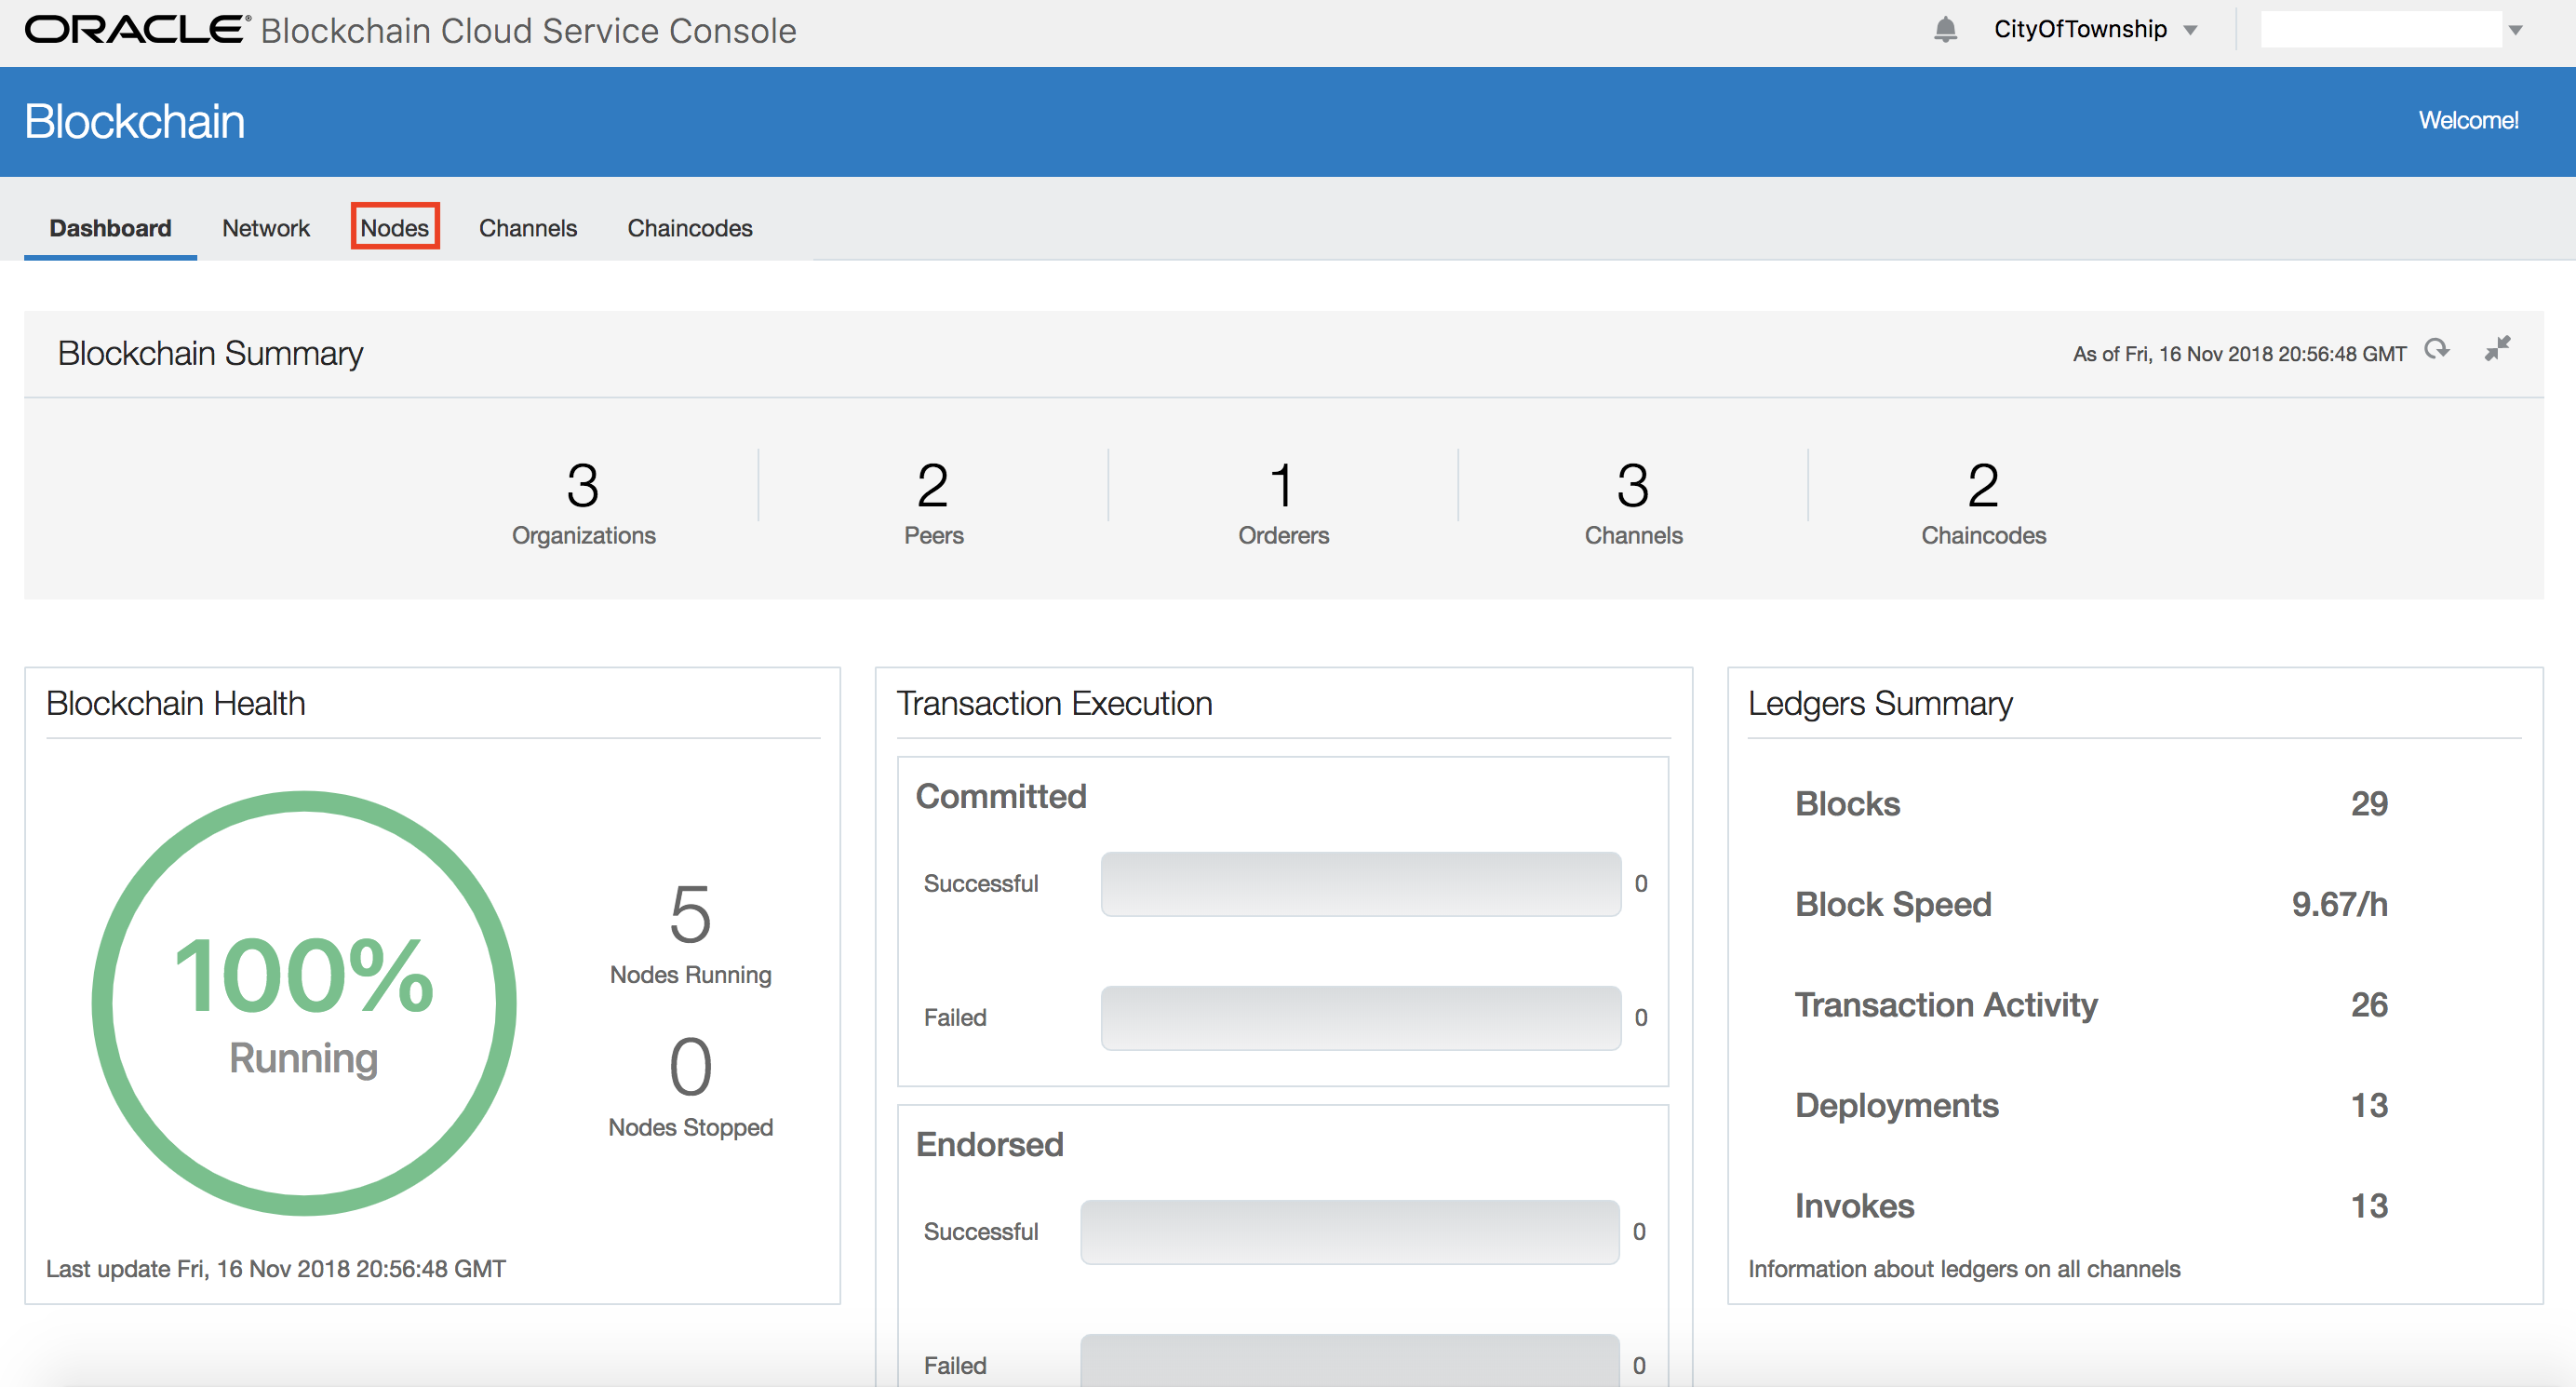 ORACLE® Blockchain Cloud Service Console
CityOfTownship
Blockchain
Welcome!
Dashboard Network Nodes Channels Chaincodes
Blockchain Summary
As of Fri, 16 Nov 2018 20:56:48 GMT
3 2 1 3 2
Organizations Peers Orderers Channels Chaincodes
Blockchain Health
100%
Running
5
Nodes Running
0
Nodes Stopped
Last update Fri, 16 Nov 2018 20:56:48 GMT
Transaction Execution
Committed
Successful 0
Failed 0
Endorsed
Successful 0
Failed 0
Ledgers Summary
Blocks 29
Block Speed 9.67/h
Transaction Activity 26
Deployments 13
Invokes 13
Information about ledgers on all channels